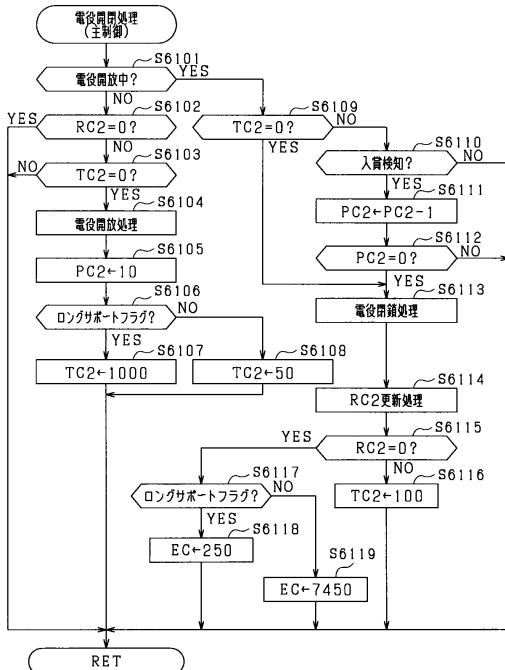 電役開閉処理
(主制御)
S6101
電役開放中?
YES
NO
S6102
YES
RC2=0?
NO
S6103
NO
TC2=0?
YES
S6104
電役開放処理
S6105
PC2←10
S6106
ロングサポートフラグ?
NO
YES
S6107
TC2←1000
S6108
TC2←50
S6109
TC2=0?
NO
YES
S6110
入賞検知?
NO
YES
S6111
PC2←PC2-1
S6112
PC2=0?
NO
YES
S6113
電役閉鎖処理
S6114
RC2更新処理
S6115
YES
RC2=0?
NO
S6116
TC2←100
S6117
ロングサポートフラグ?
NO
YES
S6118
EC←250
S6119
EC←7450
RET